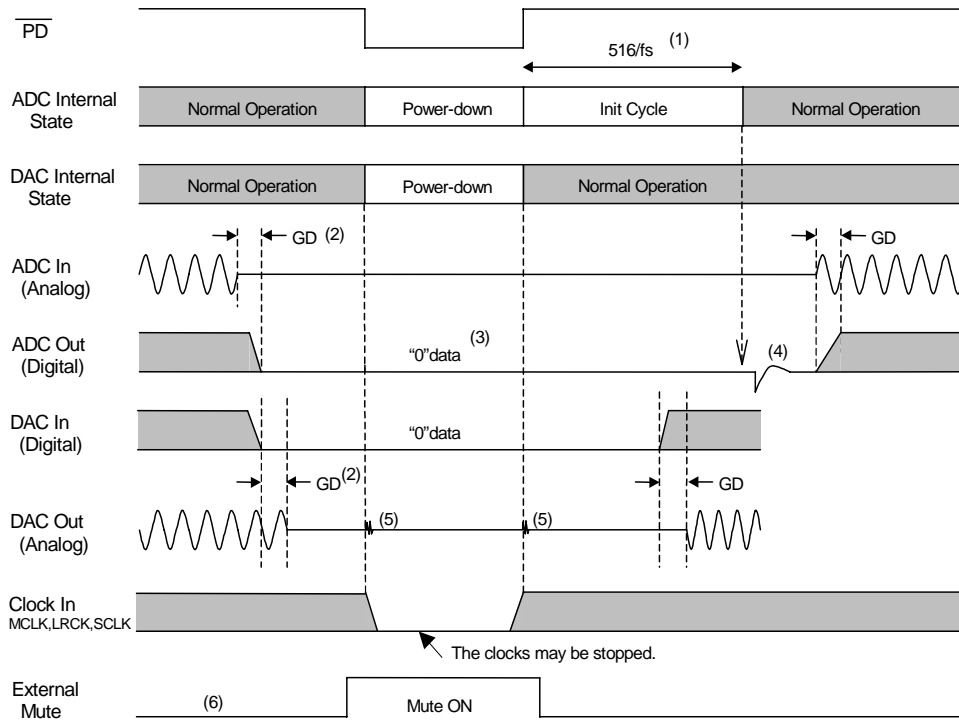 PD
516/fs (1)
ADC Internal State
Normal Operation Power-down Init Cycle Normal Operation
DAC Internal State
Normal Operation Power-down Normal Operation
GD (2) GD
ADC In (Analog)
ADC Out (Digital)
“0”data (3) (4)
DAC In (Digital)
“0”data
GD (2) GD
DAC Out (Analog)
(5) (5)
Clock In
MCLK,LRCK,SCLK
The clocks may be stopped.
External Mute
(6) Mute ON